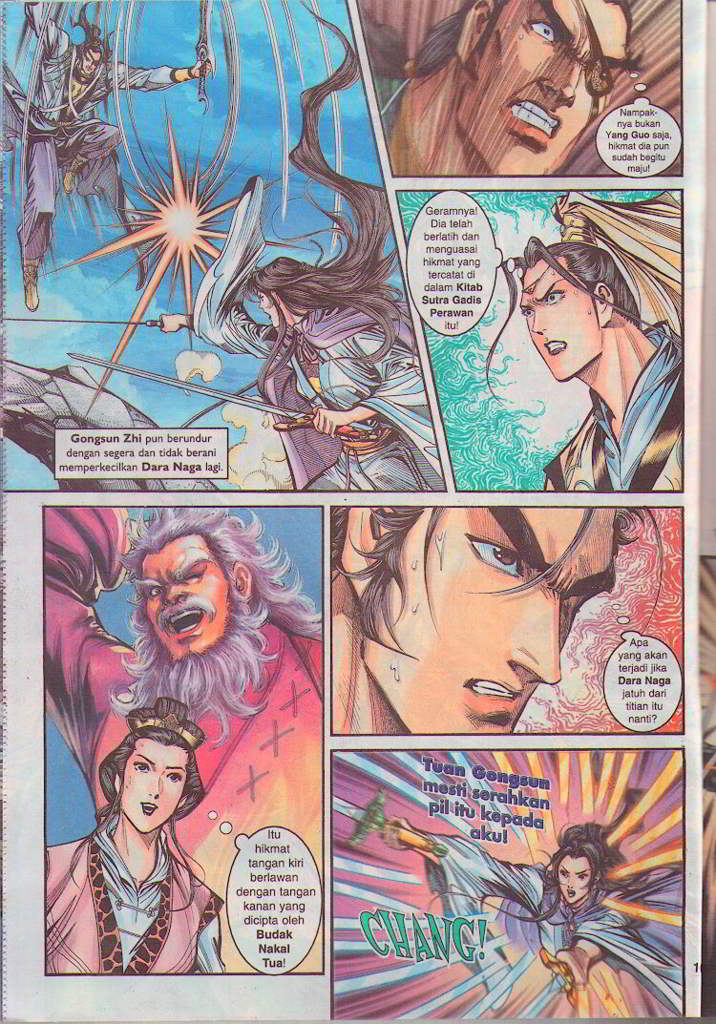 Nampak-
nya bukan
Yang Guo saja,
hikmat dia pun
sudah begitu
maju!
Geramnya!
Dia telah
berlatih dan
menguasai
hikmat yang
tercatat di
dalam Kitab
Sutra Gadis
Perawan
itu!
Gongsun Zhi pun berundur
dengan segera dan tidak berani
memperkecilkan Dara Naga lagi.
Apa
yang akan
terjadi jika
Dara Naga
jatuh dari
titian itu
nanti?
Itu
hikmat
tangan kiri
berlawan
dengan tangan
kanan yang
dicipta oleh
Budak
Nakal
Tua!
Tuan Gongsun
mesti serahkan
pil itu kepada
aku!
CHANG!